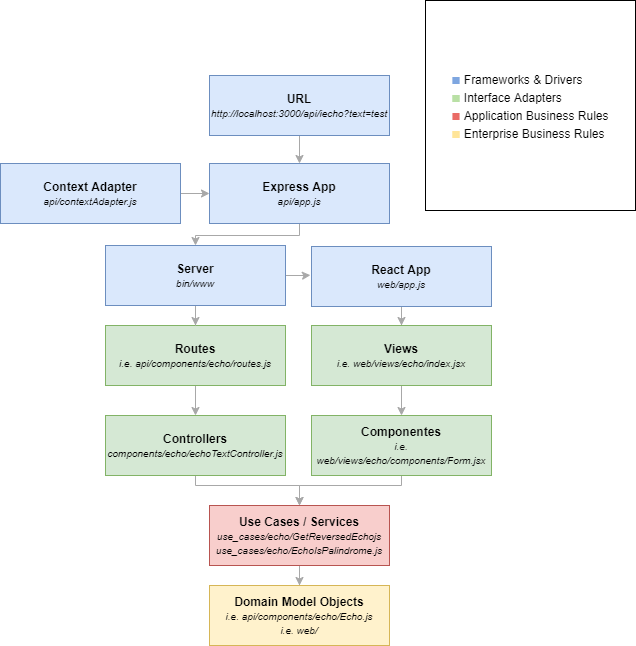 Frameworks & Drivers
Interface Adapters
Application Business Rules
Enterprise Business Rules
URL
http://localhost:3000/api/iecho?text=test
Context Adapter
api/contextAdapter.js
Express App
api/app.js
Server
bin/www
React App
web/app.js
Routes
i.e. api/components/echo/routes.js
Views
i.e. web/views/echo/index.jsx
Controllers
components/echo/echoTextController.js
Componentes
i.e.
web/views/echo/components/Form.jsx
Use Cases / Services
use_cases/echo/GetReversedEchojs
use_cases/echo/EchoIsPalindrome.js
Domain Model Objects
i.e. api/components/echo/Echo.js
i.e. web/